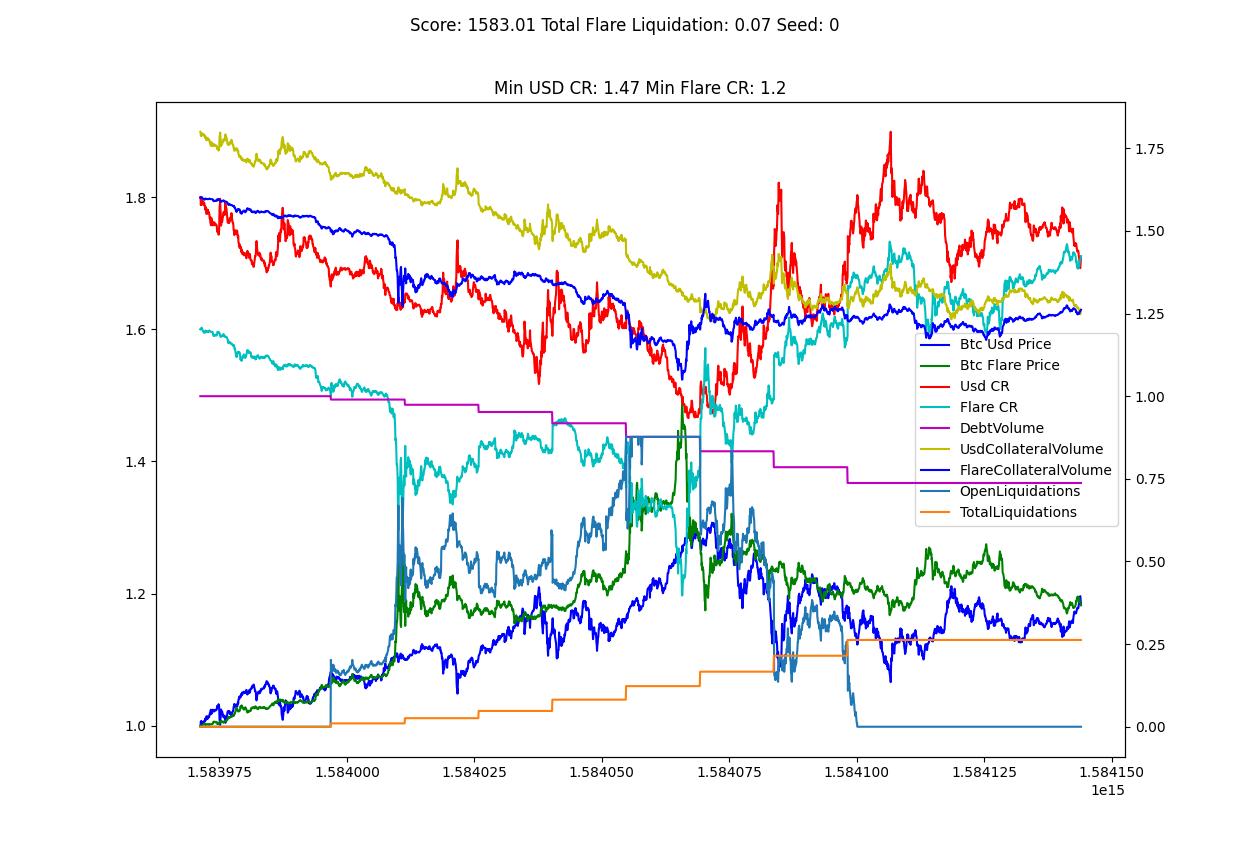 Score: 1583.01 Total Flare Liquidation: 0.07 Seed: 0
Min USD CR: 1.47 Min Flare CR: 1.2
1.8
1.6
1.4
1.2
1.0
1.75
1.50
1.25
1.00
0.75
0.50
0.25
0.00
Btc Usd Price
Btc Flare Price
Usd CR
Flare CR
DebtVolume
UsdCollateralVolume
FlareCollateralVolume
OpenLiquidations
TotalLiquidations
1.583975 1.584000 1.584025 1.584050 1.584075 1.584100 1.584125 1.584150
1e15